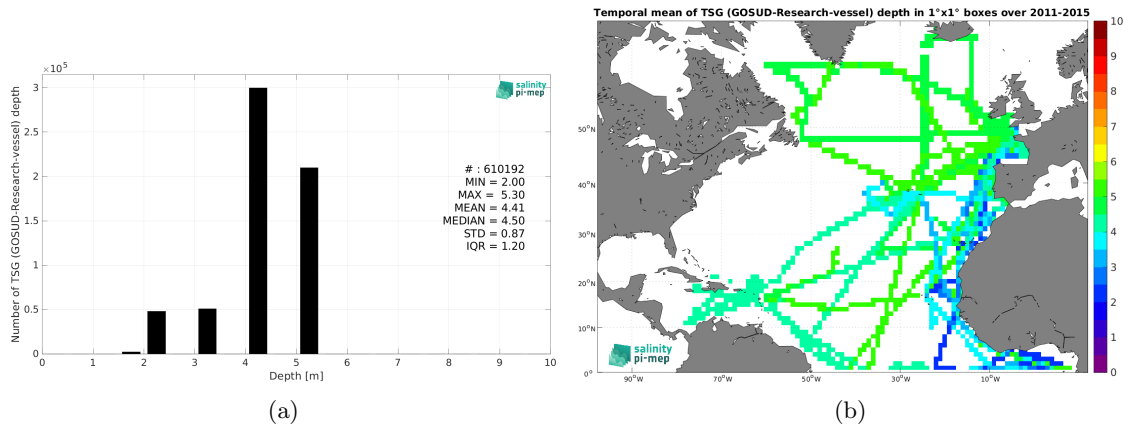 ×10⁵
3
2.5
2
1.5
1
0.5
0
0
1
2
3
4
5
6
7
8
9
10
Number of TSG (GOSUD-Research-vessel) depth
Depth [m]
salinity
pi-mep
# : 610192
MIN = 2.00
MAX = 5.30
MEAN = 4.41
MEDIAN = 4.50
STD = 0.87
IQR = 1.20
(a)
Temporal mean of TSG (GOSUD-Research-vessel) depth in 1°x1° boxes over 2011-2015
50°N
40°N
30°N
20°N
10°N
0°
90°W
70°W
50°W
30°W
10°W
salinity
pi-mep
10
9
8
7
6
5
4
3
2
1
0
(b)